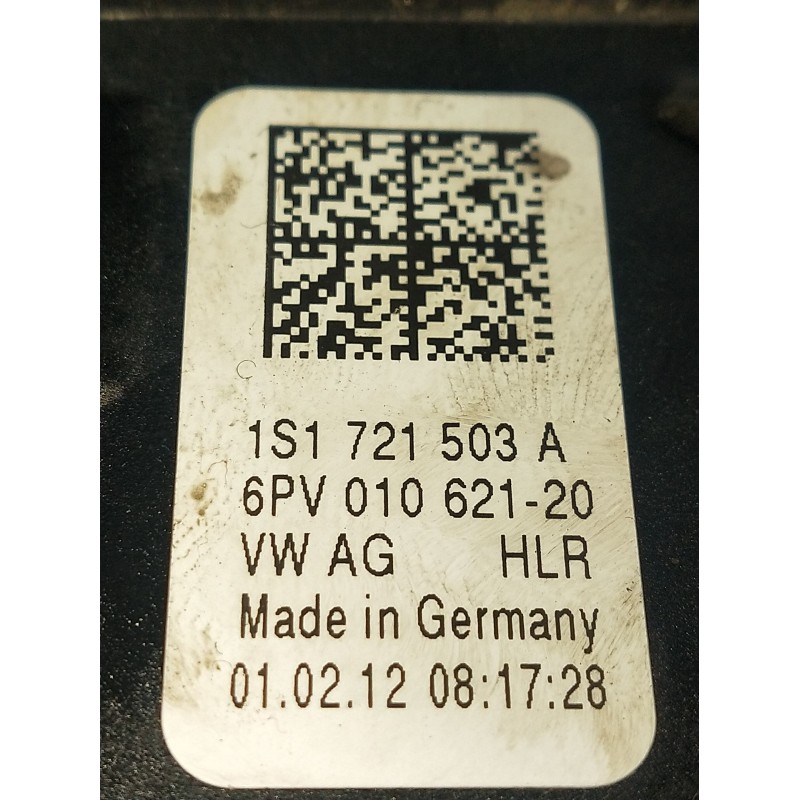 1S1 721 503 A
6PV 010 621-20
VW AG HLR
Made in Germany
01.02.12 08:17:28